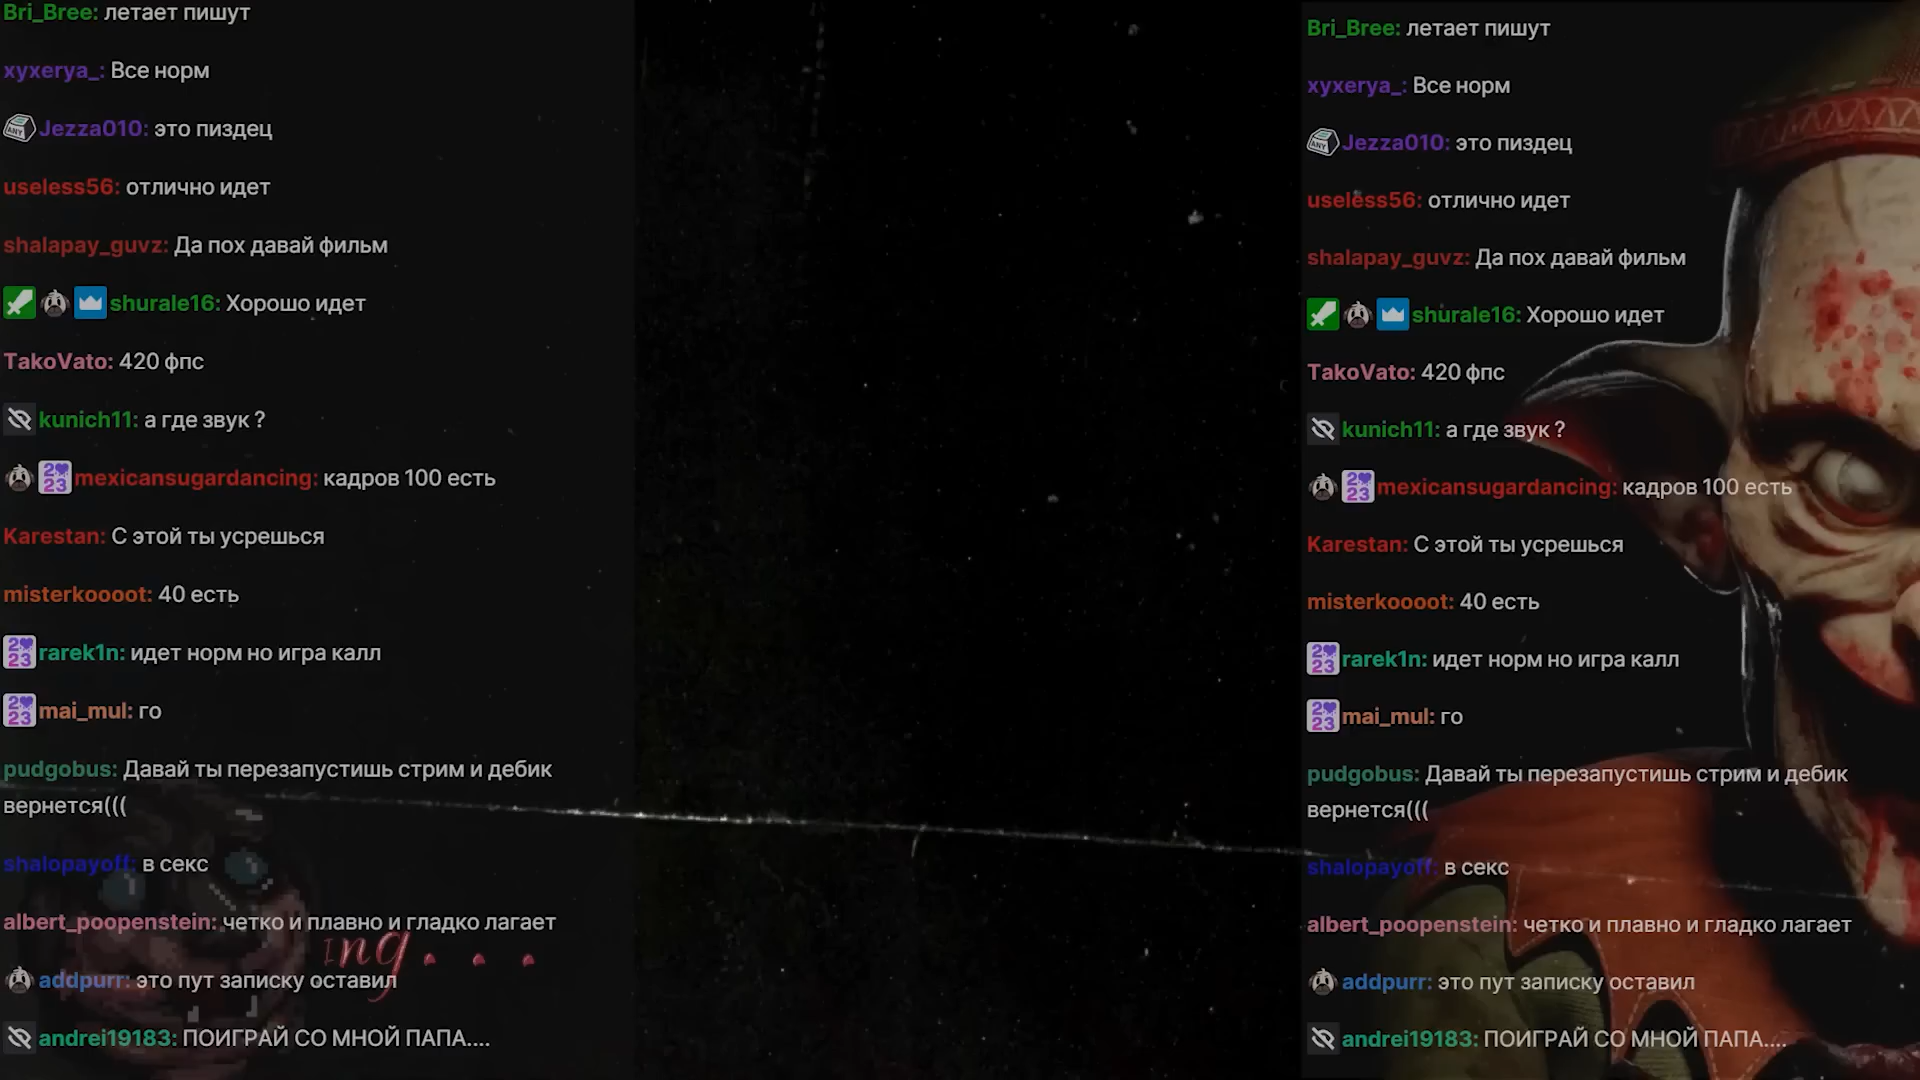 Bri_Bree: летает пишут
xyxerya_: Все норм
Jezza010: это пиздец
useless56: отлично идет
shalapay_guvz: Да пох давай фильм
shurale16: Хорошо идет
TakoVato: 420 фпс
kunich11: а где звук ?
mexicansugardancing: кадров 100 есть
Karestan: С этой ты усрешься
misterkoooot: 40 есть
rarek1n: идет норм но игра калл
mai_mul: го
pudgobus: Давай ты перезапустишь стрим и дебик
вернется(((
shalopayoff: в секс
albert_poopenstein: четко и плавно и гладко лагает
ing...
addpurr: это пут записку оставил
andrei19183: ПОИГРАЙ СО МНОЙ ПАПА....
Bri_Bree: летает пишут
xyxerya_: Все норм
Jezza010: это пиздец
useless56: отлично идет
shalapay_guvz: Да пох давай фильм
shurale16: Хорошо идет
TakoVato: 420 фпс
kunich11: а где звук ?
mexicansugardancing: кадров 100 есть
Karestan: С этой ты усрешься
misterkoooot: 40 есть
rarek1n: идет норм но игра калл
mai_mul: го
pudgobus: Давай ты перезапустишь стрим и дебик
вернется(((
shalopayoff: в секс
albert_poopenstein: четко и плавно и гладко лагает
addpurr: это пут записку оставил
andrei19183: ПОИГРАЙ СО МНОЙ ПАПА....